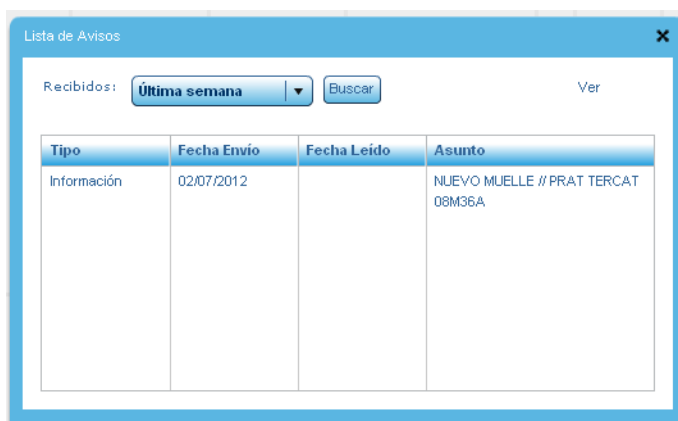 Lista de Avisos
Recibidos: Última semana Buscar Ver
Tipo Fecha Envío Fecha Leído Asunto
Información 02/07/2012 NUEVO MUELLE // PRAT TERCAT
08M36A